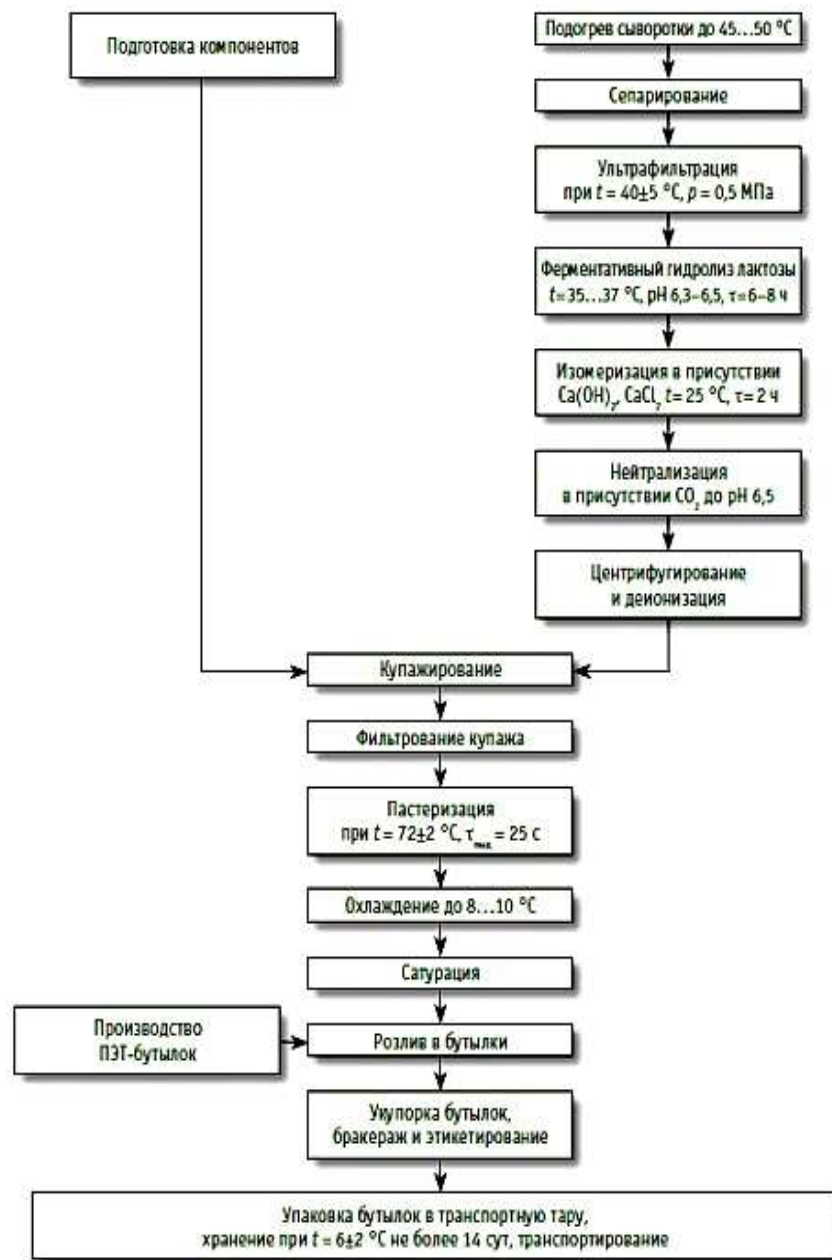 Подготовка компонентов
Подогрев сыворотки до 45...50 °С
Сепарирование
Ультрафильтрация
при t = 40±5 °С, p = 0,5 МПа
Ферментативный гидролиз лактозы
t = 35...37 °С, pH 6,3–6,5, τ = 6–8 ч
Изомеризация в присутствии
Ca(OH)₂, CaCl₂ t = 25 °С, τ = 2 ч
Нейтрализация
в присутствии CO₂ до pH 6,5
Центрифугирование
и деионизация
Купажирование
Фильтрование купажа
Пастеризация
при t = 72±2 °С, τ = 25 с
Охлаждение до 8...10 °С
Сатурация
Производство
ПЭТ-бутылок
Розлив в бутылки
Укупорка бутылок,
бракераж и этикетирование
Упаковка бутылок в транспортную тару,
хранение при t = 6±2 °С не более 14 сут, транспортирование